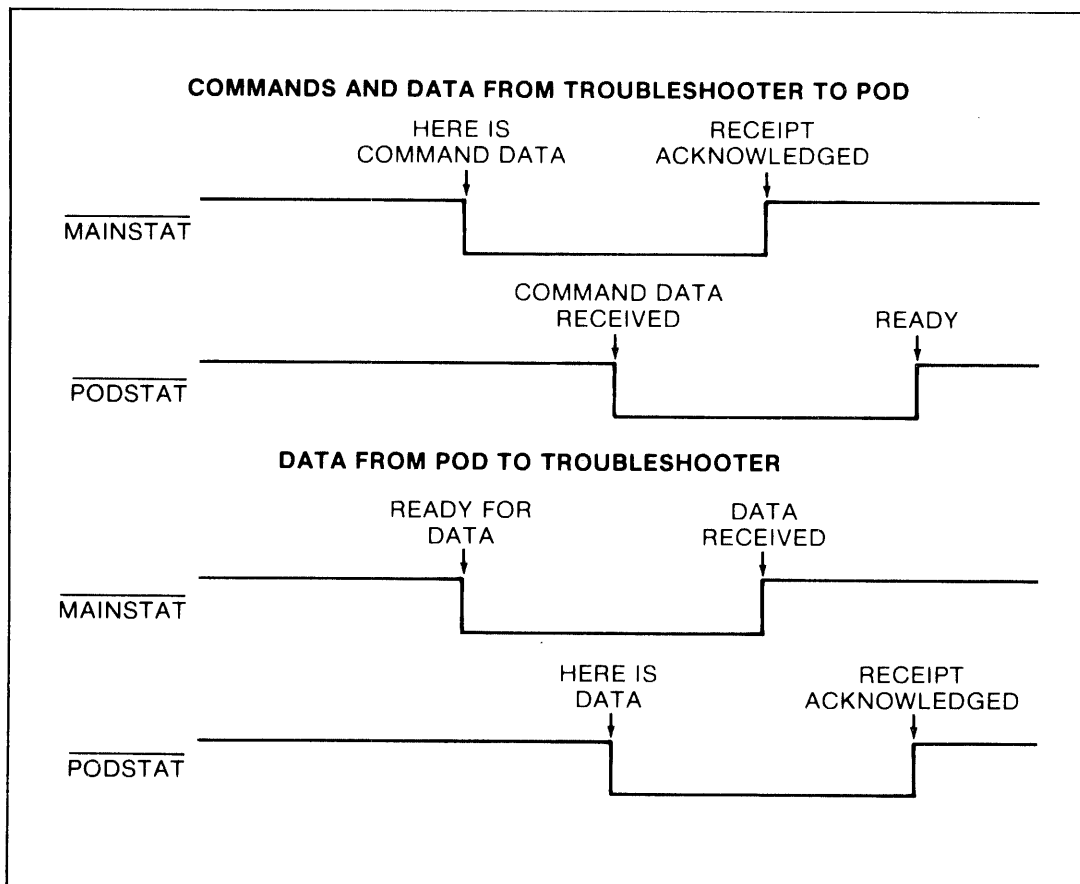 COMMANDS AND DATA FROM TROUBLESHOOTER TO POD
HERE IS
COMMAND DATA
RECEIPT
ACKNOWLEDGED
MAINSTAT
COMMAND DATA
RECEIVED
READY
PODSTAT
DATA FROM POD TO TROUBLESHOOTER
READY FOR
DATA
DATA
RECEIVED
MAINSTAT
HERE IS
DATA
RECEIPT
ACKNOWLEDGED
PODSTAT